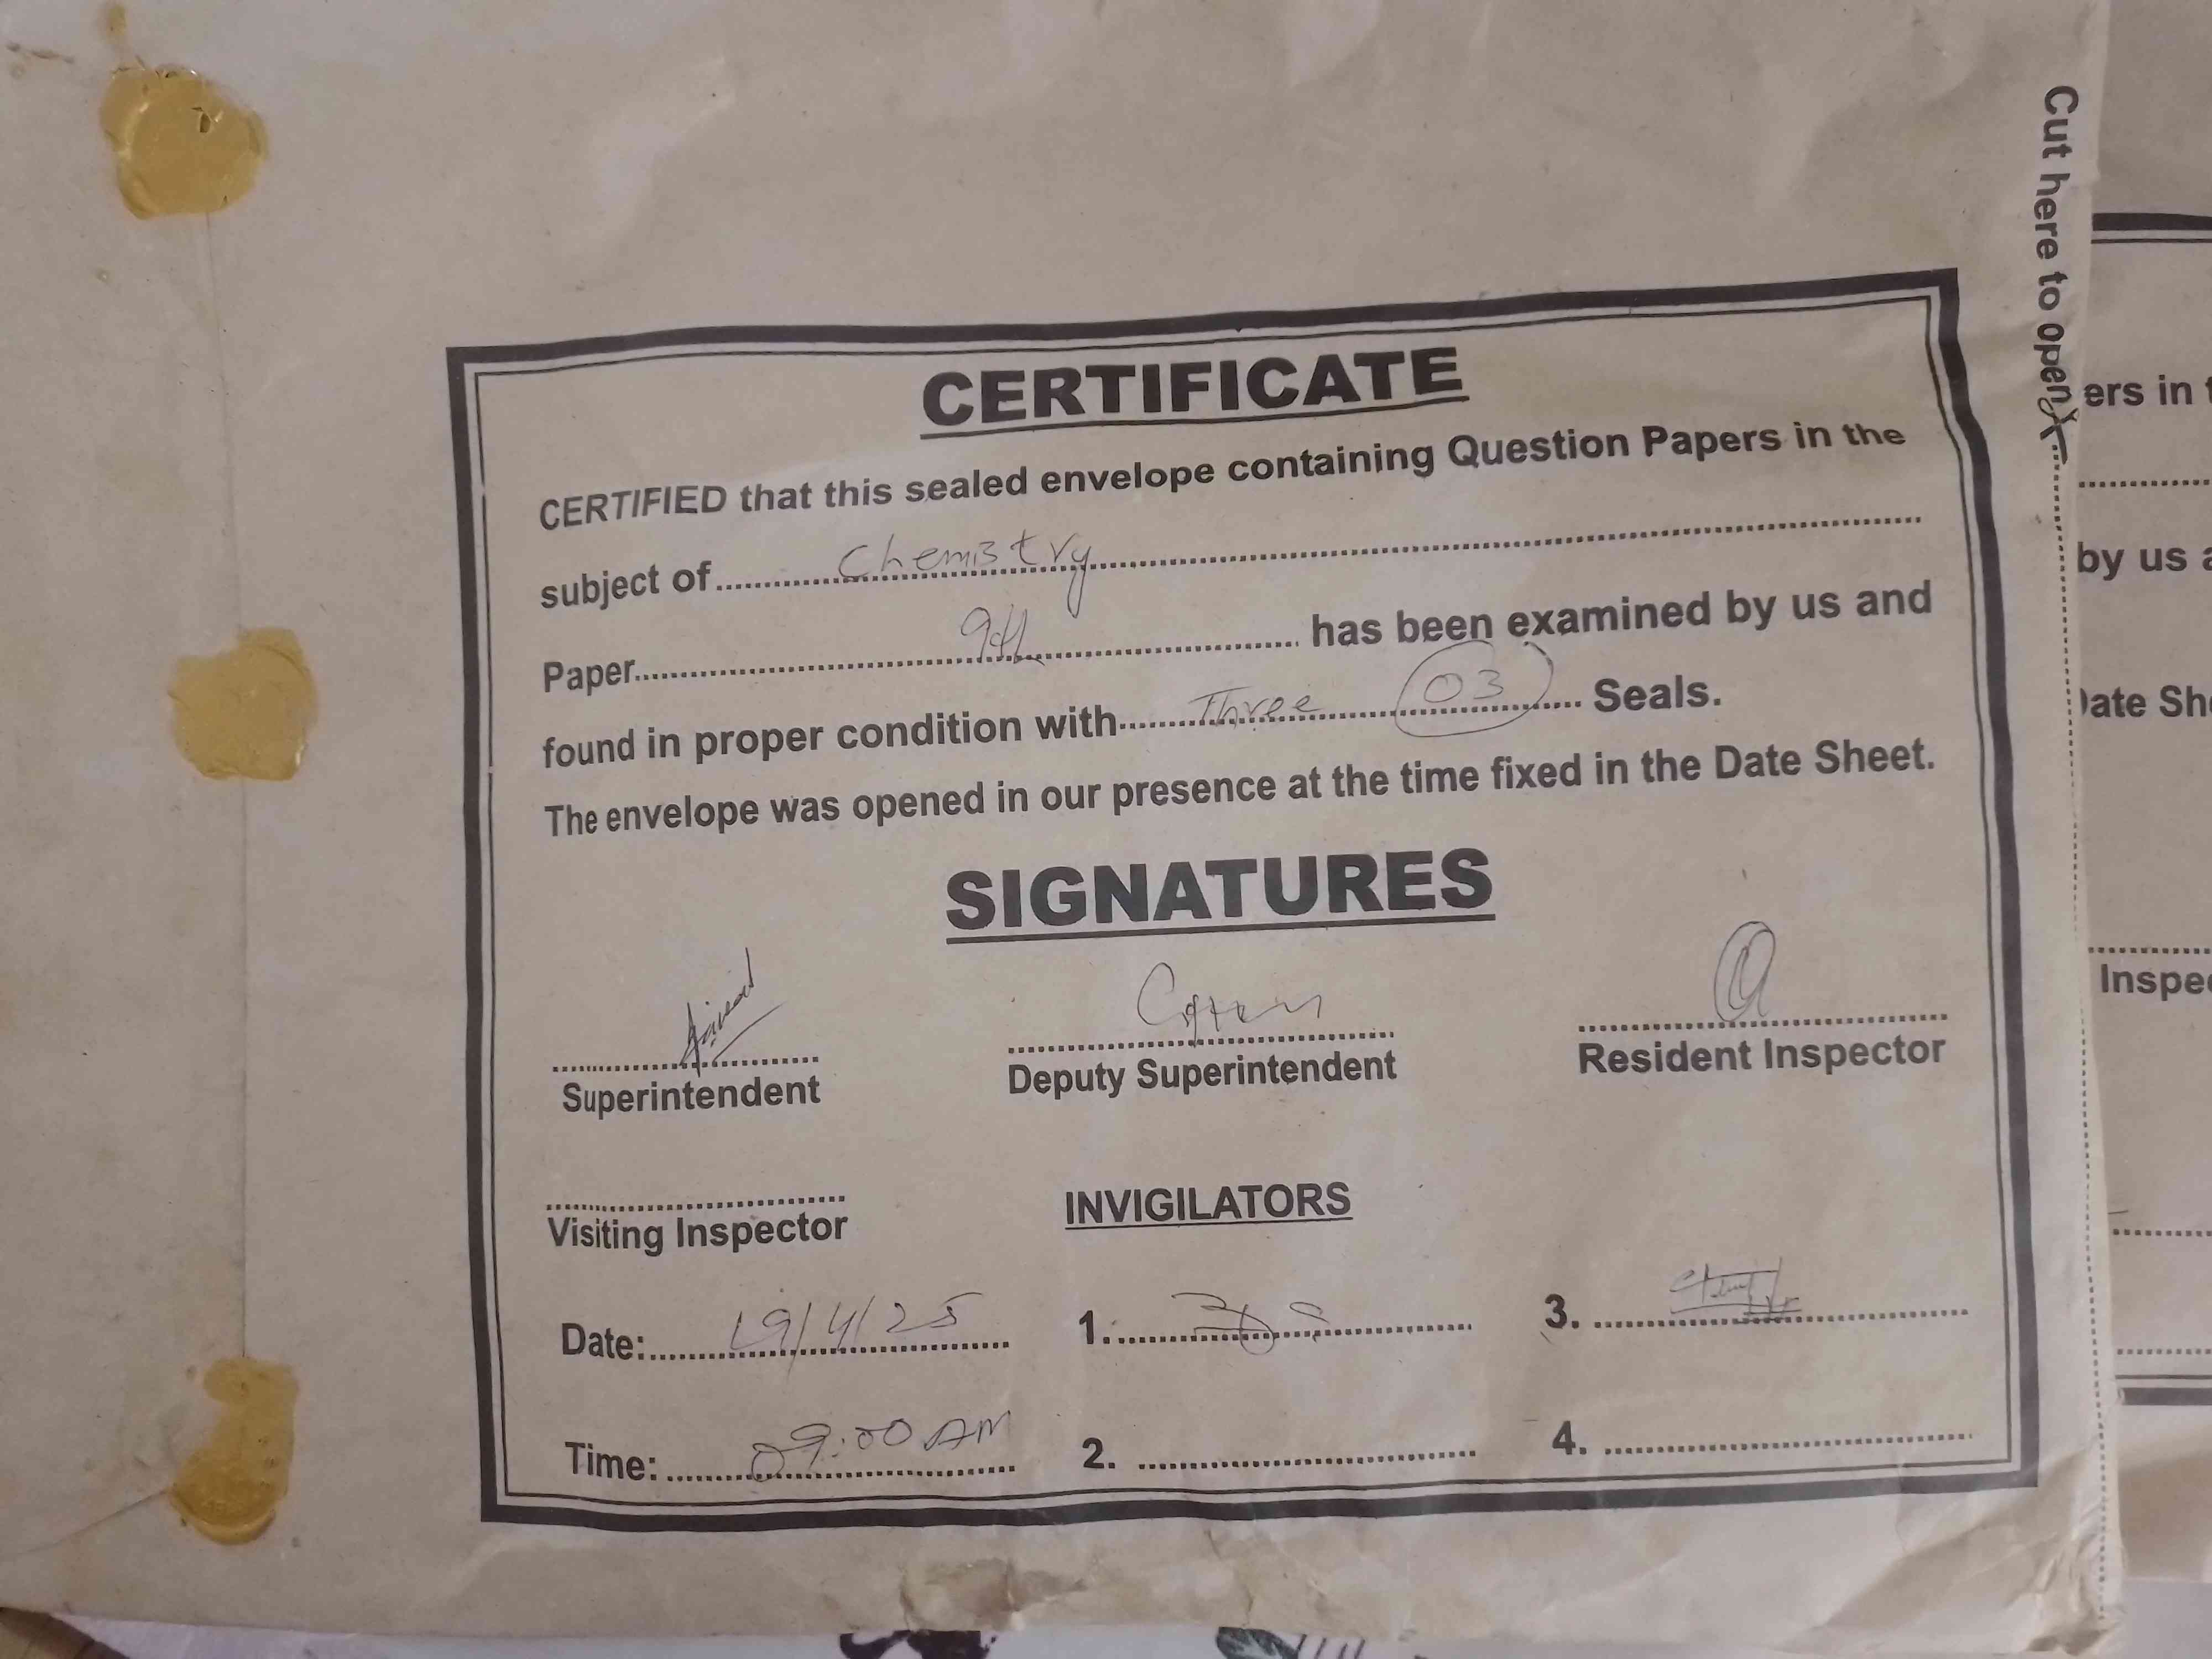 Cut here to open
CERTIFICATE
CERTIFIED that this sealed envelope containing Question Papers in the
subject of Chemistry
Paper 9th has been examined by us and
found in proper condition with Three 03 Seals.
The envelope was opened in our presence at the time fixed in the Date Sheet.
SIGNATURES
Superintendent Deputy Superintendent Resident Inspector
Visiting Inspector INVIGILATORS
Date: 19/4/25 1. 3.
Time: 09:00 AM 2. 4.
ers in
by us a
ate She
Inspec